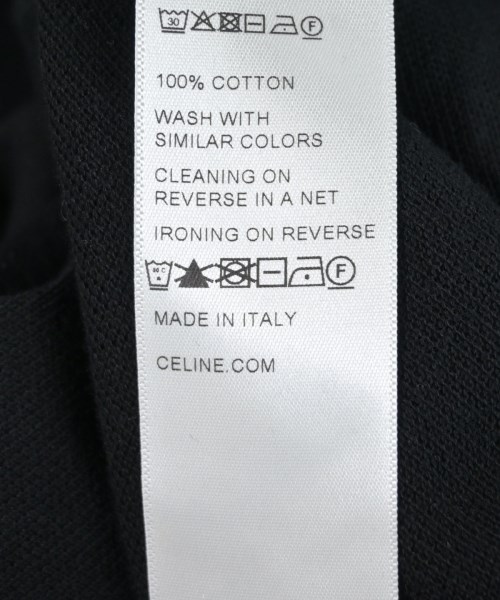 30 F
100% COTTON
WASH WITH
SIMILAR COLORS
CLEANING ON
REVERSE IN A NET
IRONING ON REVERSE
F
MADE IN ITALY
CELINE.COM